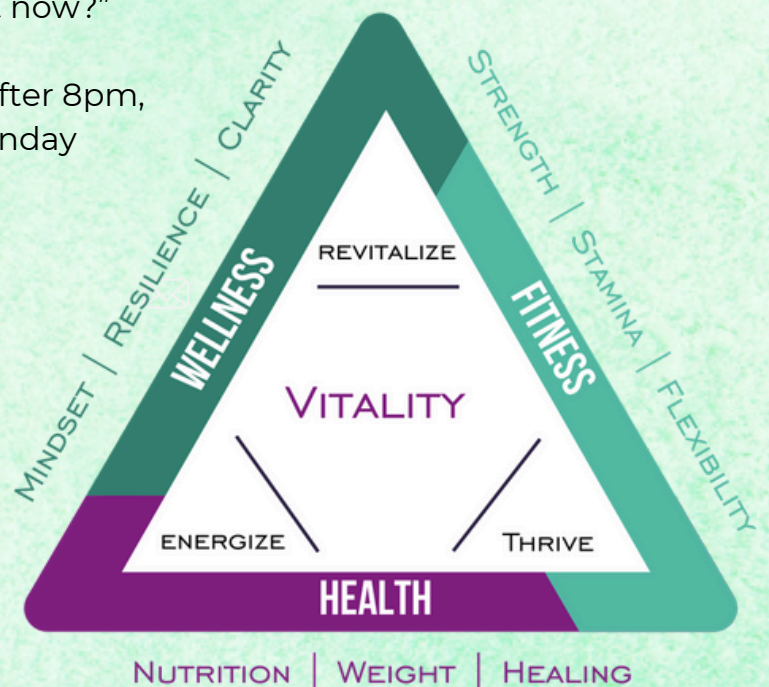 now?"
fter 8pm,
nday
Mindset | Resilience | Clarity
Strength | Stamina | Flexibility
WELLNESS
FITNESS
REVITALIZE
VITALITY
ENERGIZE
THRIVE
HEALTH
NUTRITION | WEIGHT | HEALING